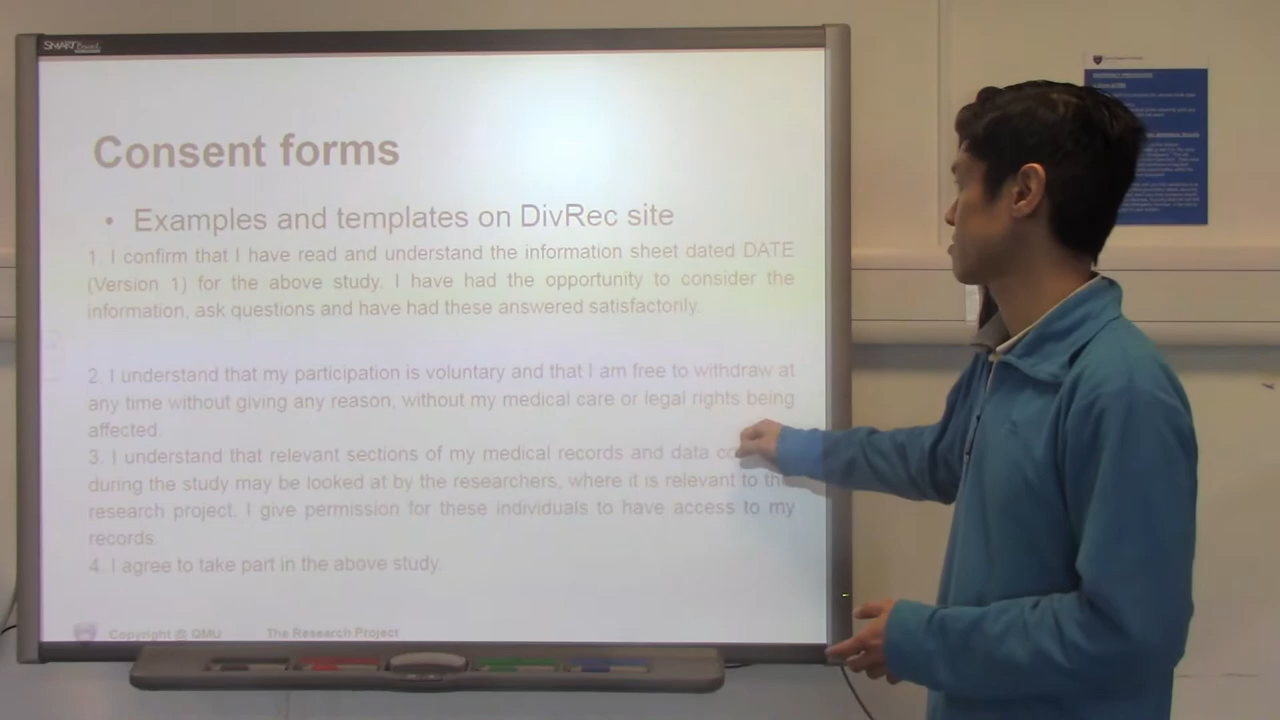 SMART Board
Consent forms
• Examples and templates on DivRec site
1. I confirm that I have read and understand the information sheet dated DATE
(Version 1) for the above study. I have had the opportunity to consider the
information, ask questions and have had these answered satisfactorily.
2. I understand that my participation is voluntary and that I am free to withdraw at
any time without giving any reason, without my medical care or legal rights being
affected.
3. I understand that relevant sections of my medical records and data
during the study may be looked at by the researchers, where it is relevant to the
research project. I give permission for these individuals to have access to my
records.
4. I agree to take part in the above study.
Copyright @ QMU The Research Project